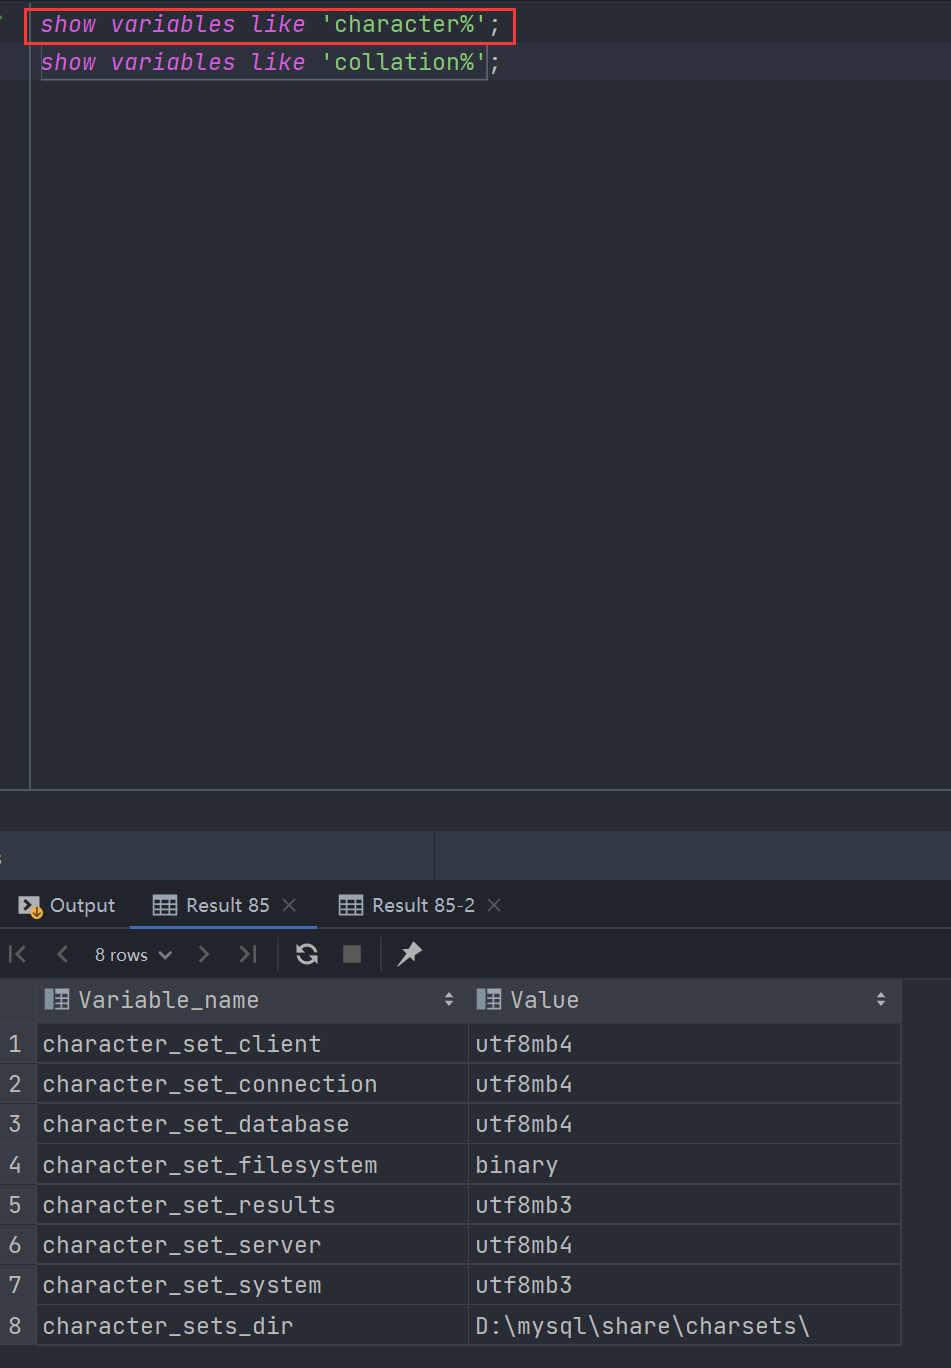 show variables like 'character%';
show variables like 'collation%';
Output Result 85 Result 85-2
8 rows
Variable_name Value
1 character_set_client utf8mb4
2 character_set_connection utf8mb4
3 character_set_database utf8mb4
4 character_set_filesystem binary
5 character_set_results utf8mb3
6 character_set_server utf8mb4
7 character_set_system utf8mb3
8 character_sets_dir D:\mysql\share\charsets\